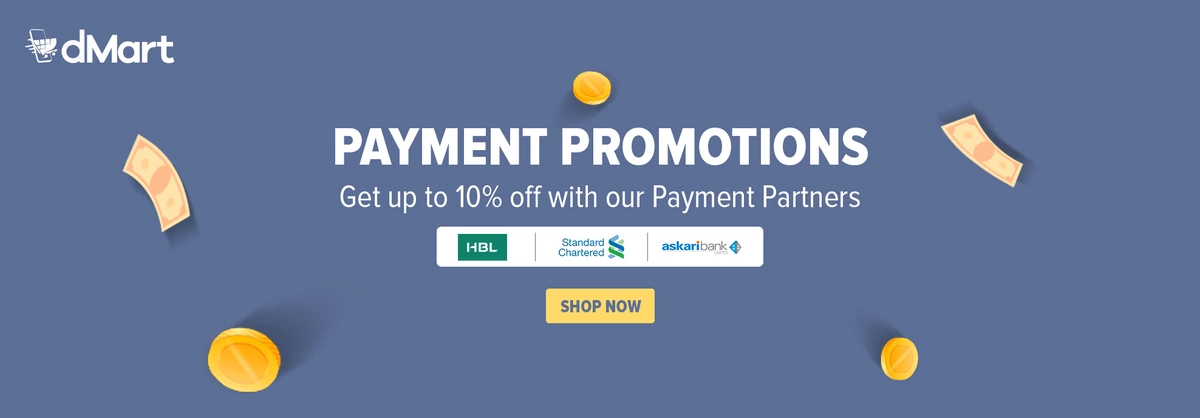 dMart
PAYMENT PROMOTIONS
Get up to 10% off with our Payment Partners
HBL
Standard
Chartered
askaribank
SHOP NOW